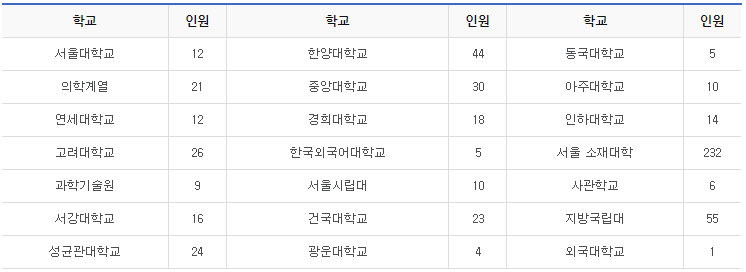 학교 인원 학교 인원 학교 인원
서울대학교 12 한양대학교 44 동국대학교 5
의학계열 21 중앙대학교 30 아주대학교 10
연세대학교 12 경희대학교 18 인하대학교 14
고려대학교 26 한국외국어대학교 5 서울 소재대학 232
과학기술원 9 서울시립대 10 사관학교 6
서강대학교 16 건국대학교 23 지방국립대 55
성균관대학교 24 광운대학교 4 외국대학교 1